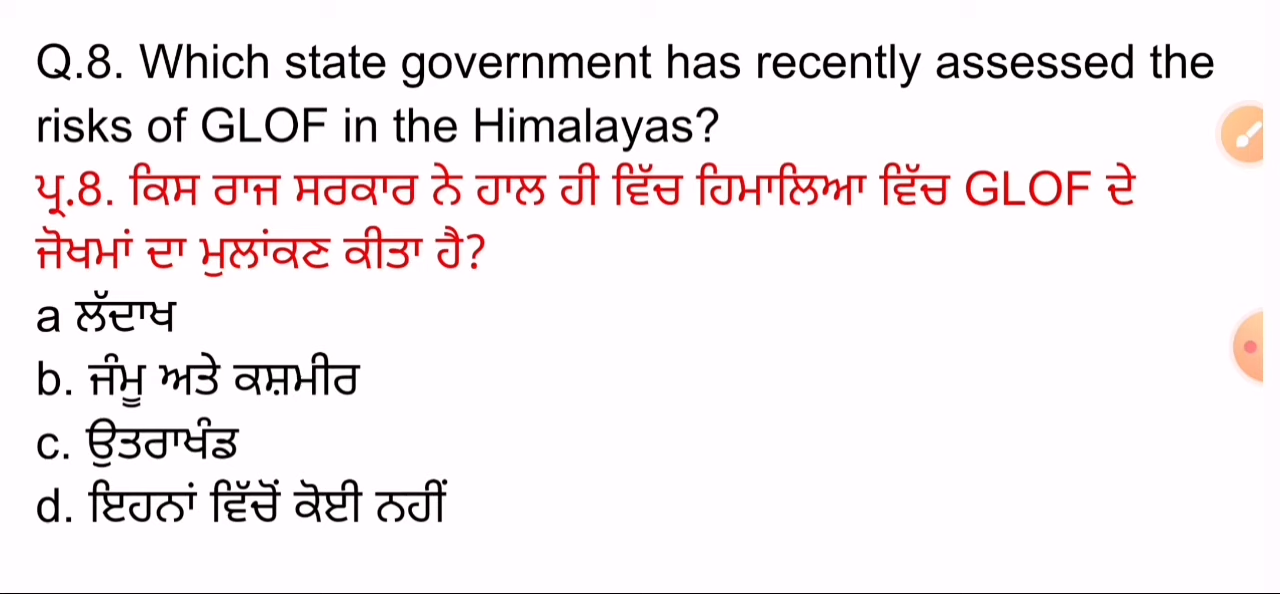 Q.8. Which state government has recently assessed the
risks of GLOF in the Himalayas?
ਪ੍ਰ.8. ਕਿਸ ਰਾਜ ਸਰਕਾਰ ਨੇ ਹਾਲ ਹੀ ਵਿੱਚ ਹਿਮਾਲਿਆ ਵਿੱਚ GLOF ਦੇ
ਜੋਖਮਾਂ ਦਾ ਮੁਲਾਂਕਣ ਕੀਤਾ ਹੈ?
a ਲੱਦਾਖ
b. ਜੰਮੂ ਅਤੇ ਕਸ਼ਮੀਰ
c. ਉਤਰਾਖੰਡ
d. ਇਹਨਾਂ ਵਿੱਚੋਂ ਕੋਈ ਨਹੀਂ